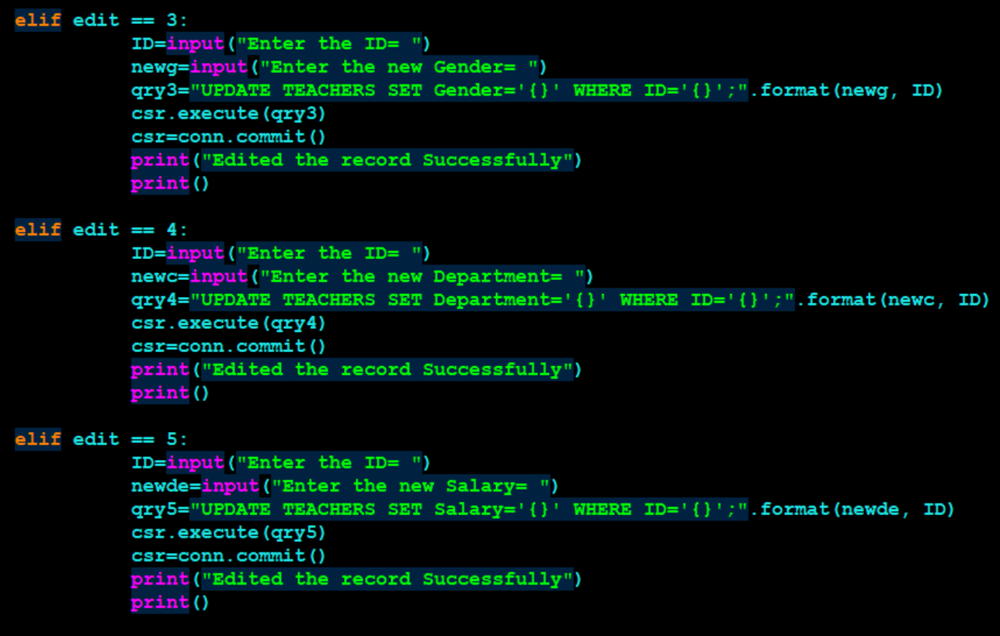 elif edit == 3:
ID=input("Enter the ID= ")
newg=input("Enter the new Gender= ")
qry3="UPDATE TEACHERS SET Gender='{}' WHERE ID='{}';".format(newg, ID)
csr.execute(qry3)
csr=conn.commit()
print("Edited the record Successfully")
print()
elif edit == 4:
ID=input("Enter the ID= ")
newc=input("Enter the new Department= ")
qry4="UPDATE TEACHERS SET Department='{}' WHERE ID='{}';".format(newc, ID)
csr.execute(qry4)
csr=conn.commit()
print("Edited the record Successfully")
print()
elif edit == 5:
ID=input("Enter the ID= ")
newde=input("Enter the new Salary= ")
qry5="UPDATE TEACHERS SET Salary='{}' WHERE ID='{}';".format(newde, ID)
csr.execute(qry5)
csr=conn.commit()
print("Edited the record Successfully")
print()